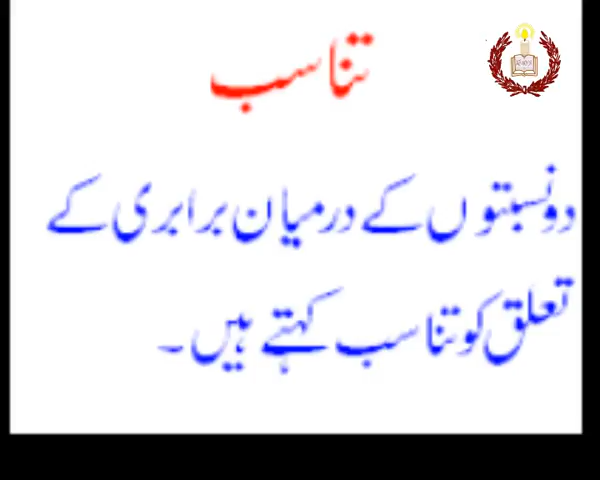 تناسب
دو نسبتوں کے درمیان برابری کے
تعلق کو تناسب کہتے ہیں۔